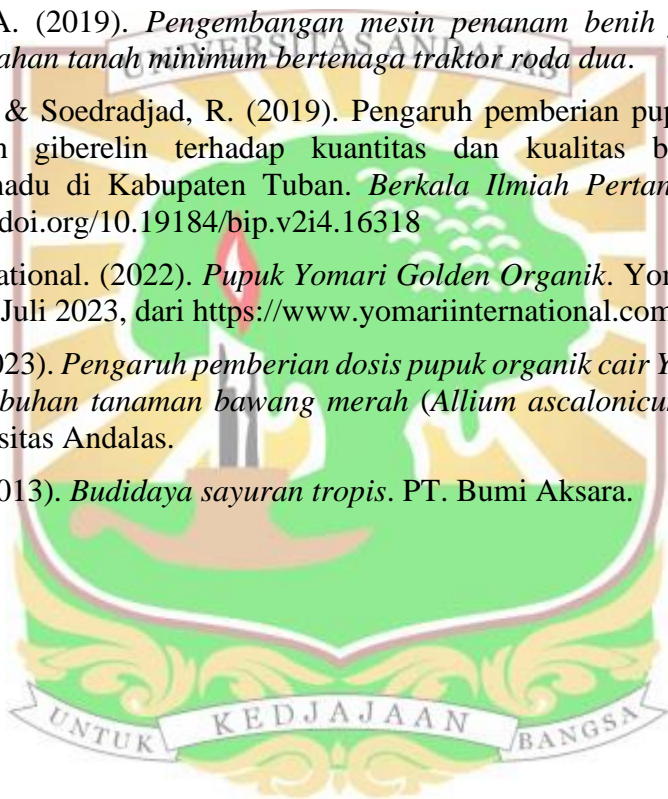 A. (2019). Pengembangan mesin penanam benih
UNIVERSITAS ANDALAS
ahan tanah minimum bertenaga traktor roda dua.
& Soedradjad, R. (2019). Pengaruh pemberian pup
giberelin terhadap kuantitas dan kualitas b
nadu di Kabupaten Tuban. Berkala Ilmiah Pertan
doi.org/10.19184/bip.v2i4.16318
ational. (2022). Pupuk Yomari Golden Organik. Yor
Juli 2023, dari https://www.yomariinternational.com
023). Pengaruh pemberian dosis pupuk organik cair Y
buhan tanaman bawang merah (Allium ascalonicu
sitas Andalas.
013). Budidaya sayuran tropis. PT. Bumi Aksara.
UNTUK KEDJAJAAN BANGSA